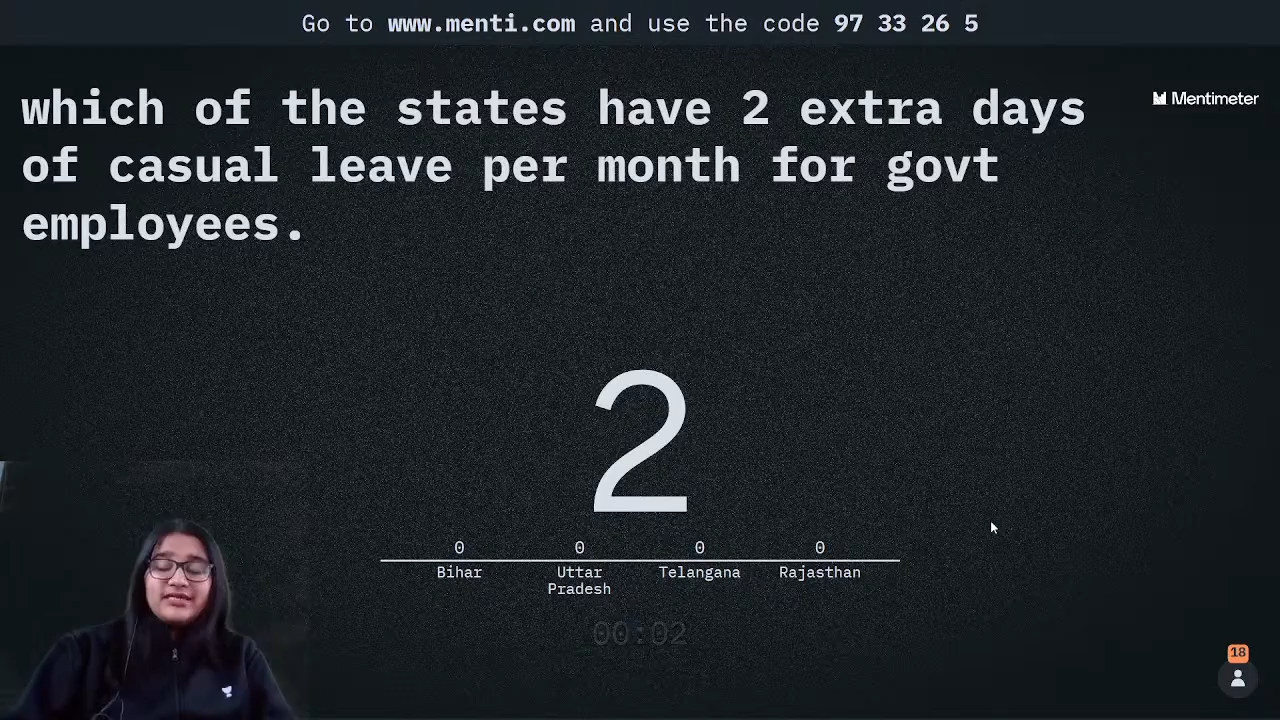 Go to www.menti.com and use the code 97 33 26 5
which of the states have 2 extra days
Mentimeter
of casual leave per month for govt
employees.
2
0 0 0 0
Bihar Uttar Telangana Rajasthan
Pradesh
00:02
18